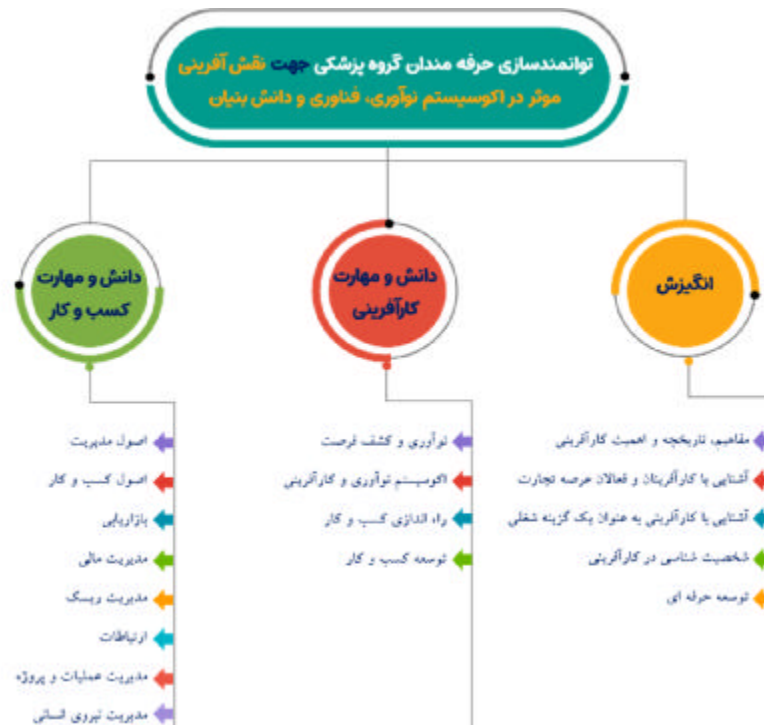 توانمندسازی حرفه مندان گروه پزشکی جهت نقش آفرینی
موثر در اکوسیستم نوآوری، فناوری و دانش بنیان
انگیزش
مفاهیم، تاریخچه و اهمیت کارآفرینی
آشنایی با کارآفرینان و فعالان عرصه تجارت
آشنایی با کارآفرینی به عنوان یک گزینه شغلی
شخصیت شناسی در کارآفرینی
توسعه حرفه ای
دانش و مهارت
کارآفرینی
نوآوری و کشف فرصت
اکوسیستم نوآوری و کارآفرینی
راه اندازی کسب و کار
توسعه کسب و کار
دانش و مهارت
کسب و کار
اصول مدیریت
اصول کسب و کار
بازاریابی
مدیریت مالی
مدیریت ریسک
ارتباطات
مدیریت عملیات و پروژه
مدیریت نیروی انسانی